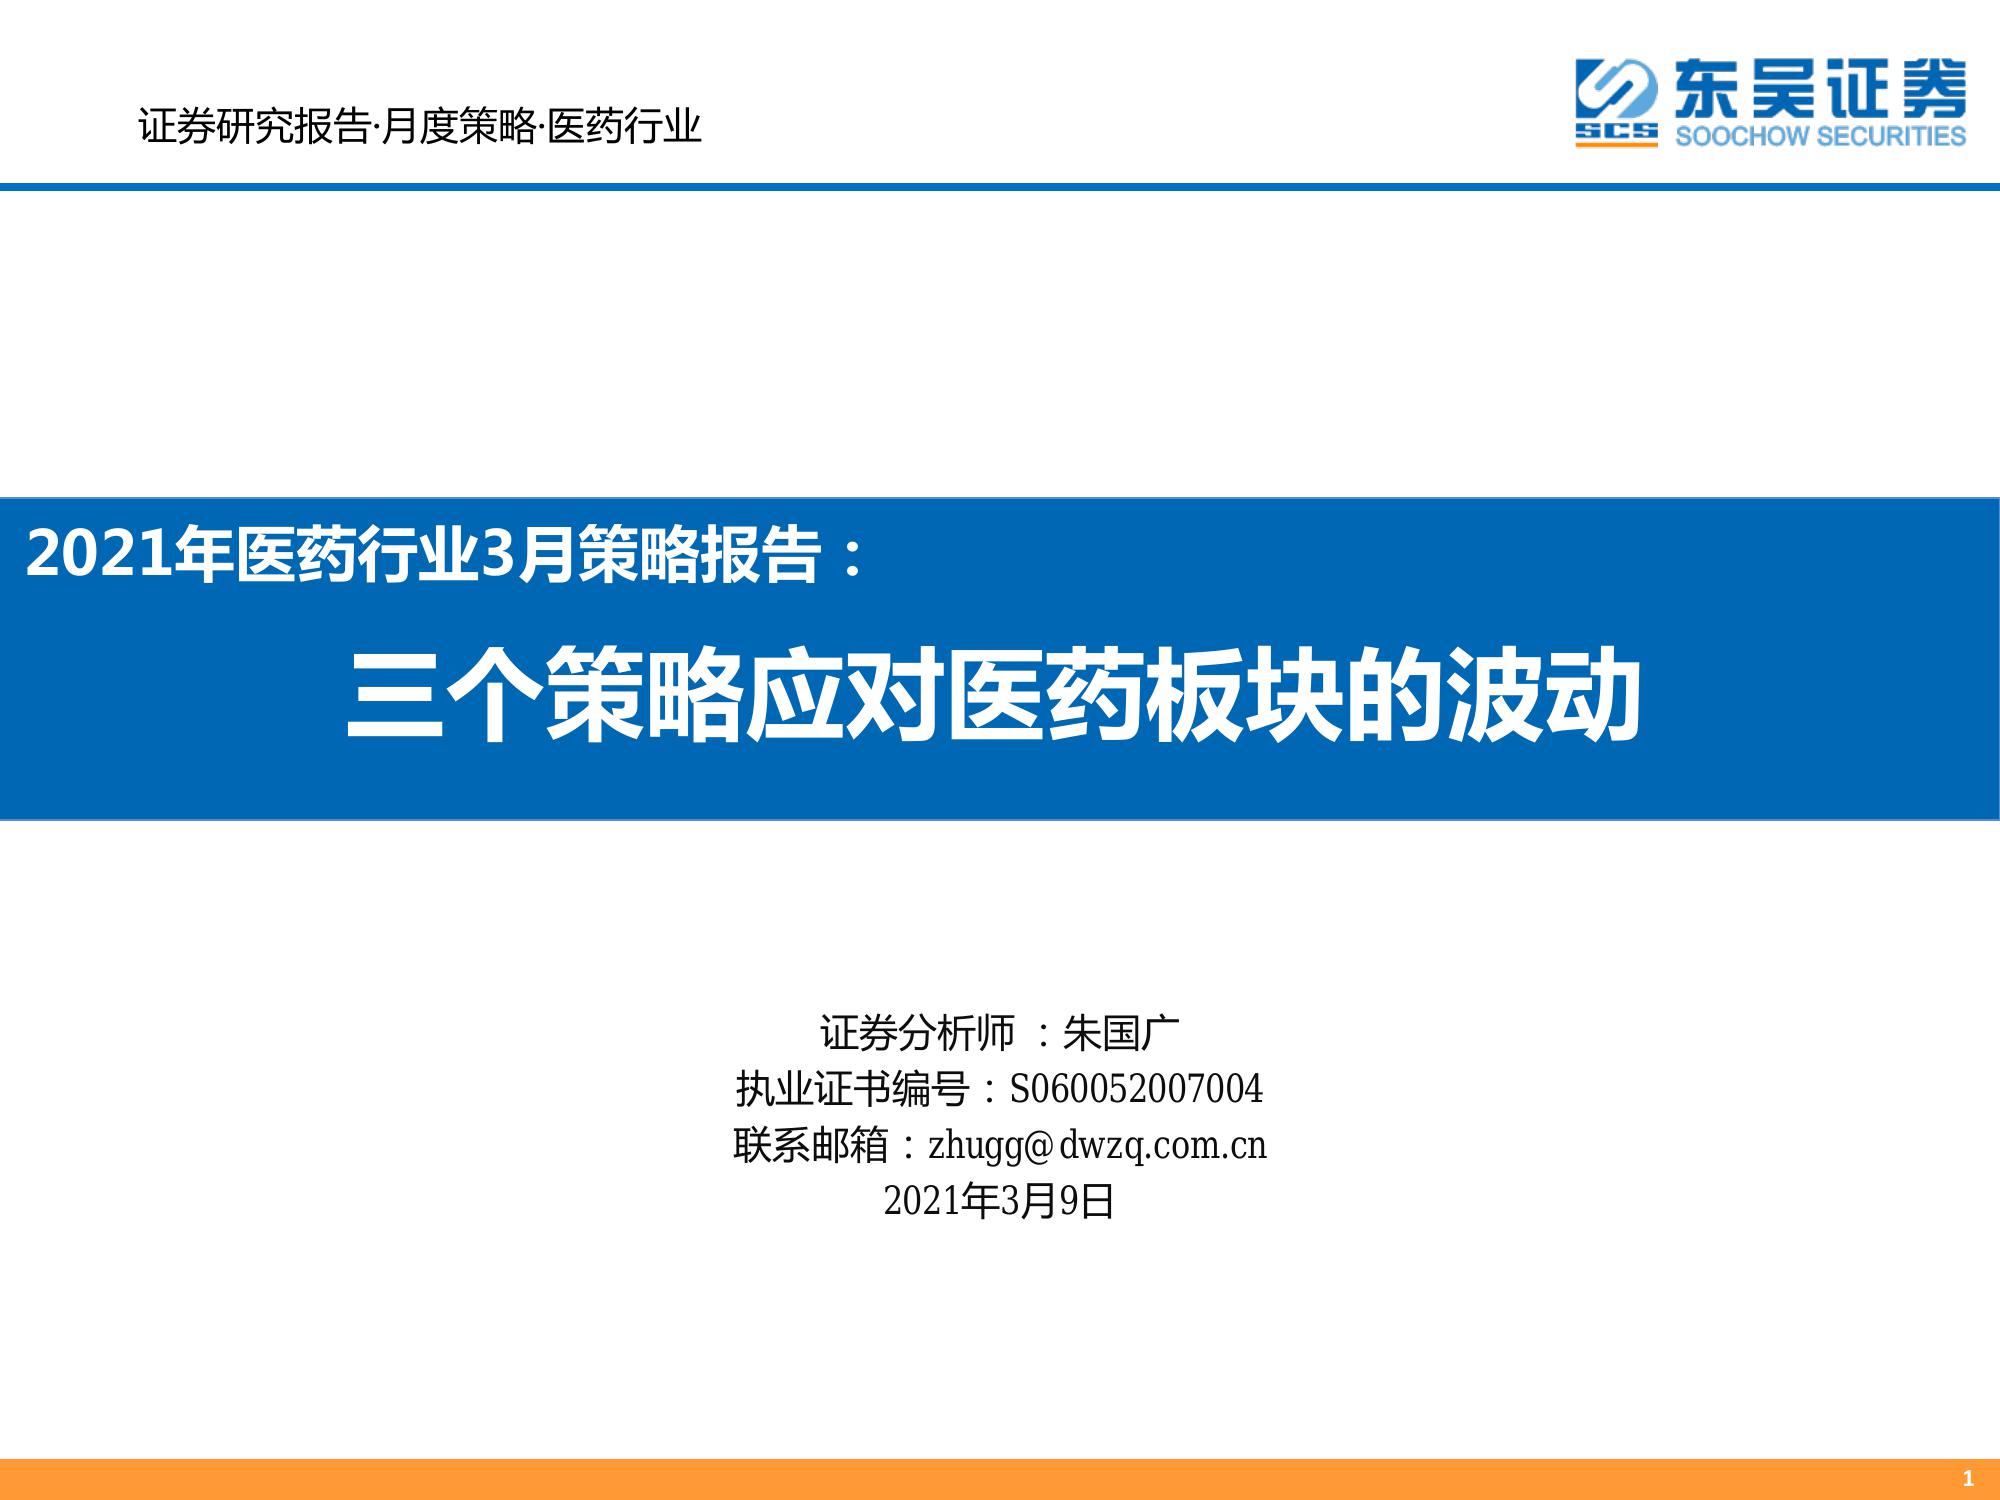 证券研究报告·月度策略·医药行业
SCS
东吴证券
SOOCHOW SECURITIES
2021年医药行业3月策略报告：
三个策略应对医药板块的波动
证券分析师 ：朱国广
执业证书编号：S060052007004
联系邮箱：zhugg@dwzq.com.cn
2021年3月9日
1